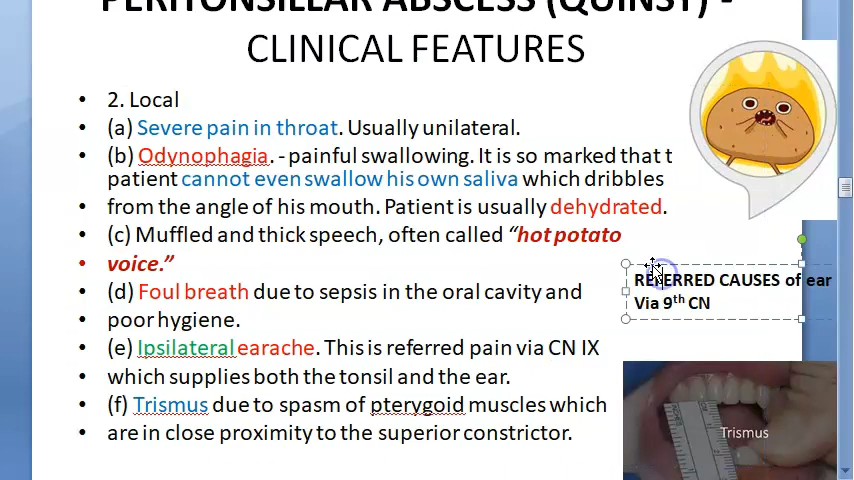 PERITONSILLAR ABSCESS (QUINSY) -
CLINICAL FEATURES
• 2. Local
• (a) Severe pain in throat. Usually unilateral.
• (b) Odynophagia. - painful swallowing. It is so marked that t
patient cannot even swallow his own saliva which dribbles
• from the angle of his mouth. Patient is usually dehydrated.
• (c) Muffled and thick speech, often called “hot potato
• voice.”
• (d) Foul breath due to sepsis in the oral cavity and
• poor hygiene.
• (e) Ipsilateral earache. This is referred pain via CN IX
• which supplies both the tonsil and the ear.
• (f) Trismus due to spasm of pterygoid muscles which
• are in close proximity to the superior constrictor.
REFERRED CAUSES of ear
Via 9th CN
Trismus